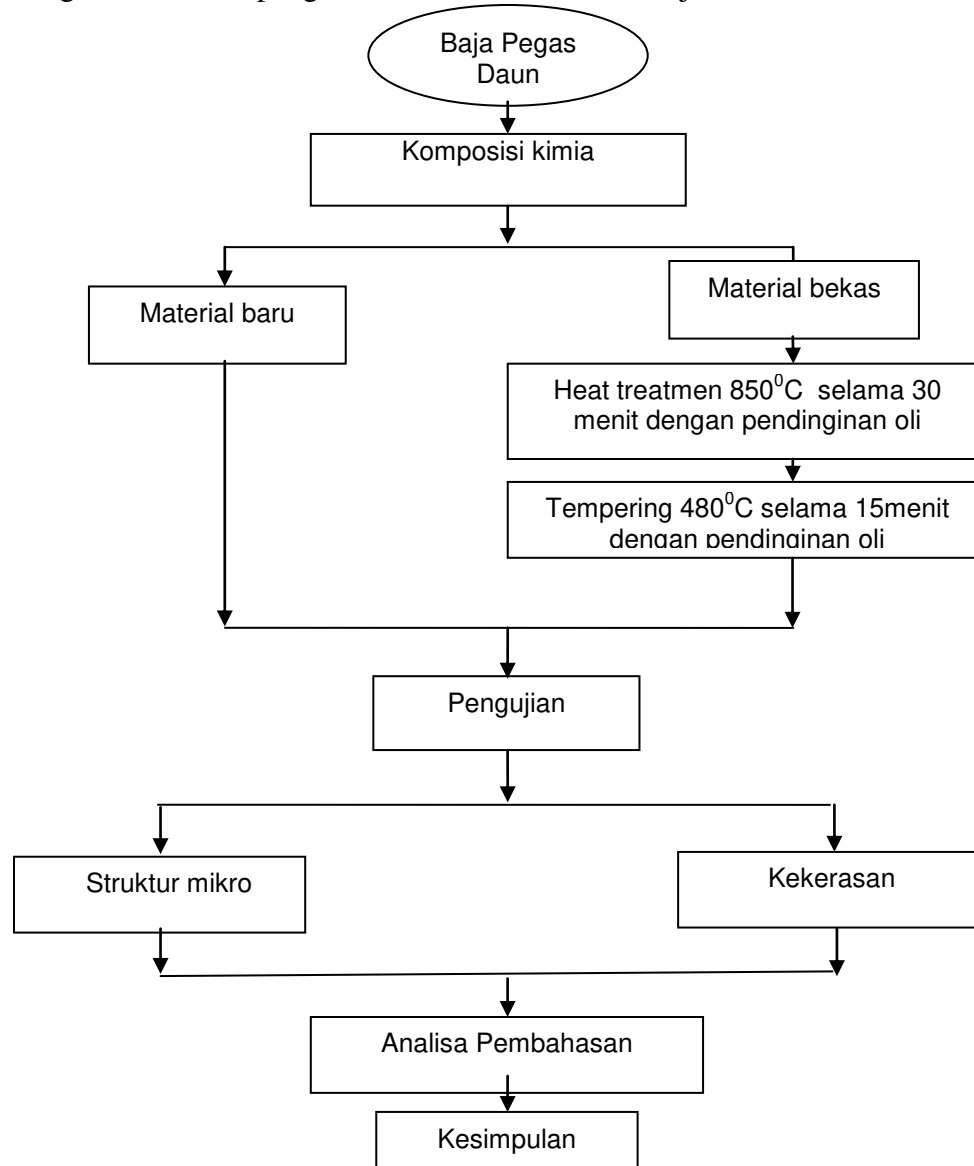 Baja Pegas
Daun
Komposisi kimia
Material baru
Material bekas
Heat treatmen 850⁰C selama 30
menit dengan pendinginan oli
Tempering 480⁰C selama 15menit
dengan pendinginan oli
Pengujian
Struktur mikro
Kekerasan
Analisa Pembahasan
Kesimpulan